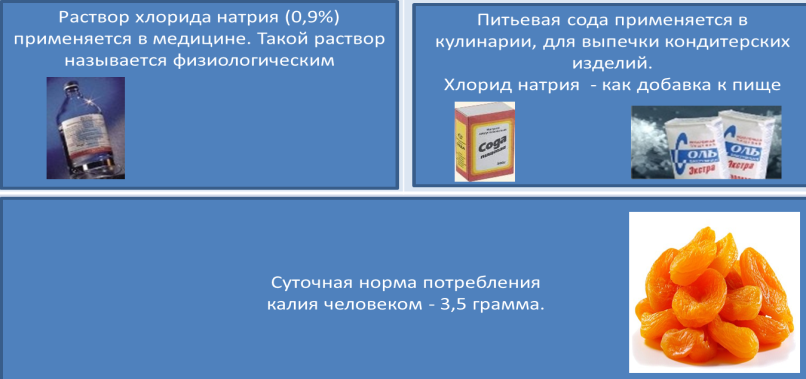 Раствор хлорида натрия (0,9%)
применяется в медицине. Такой раствор
называется физиологическим
Питьевая сода применяется в
кулинарии, для выпечки кондитерских
изделий.
Хлорид натрия - как добавка к пище
Сода
Соль
Экстра
Соль
Экстра
Суточная норма потребления
калия человеком - 3,5 грамма.